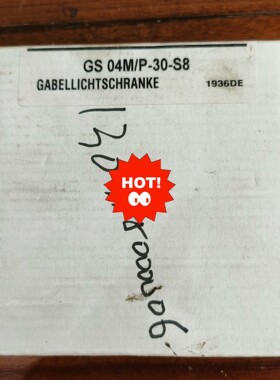 GS 04M/P-30-S8
GABELLICHTSCHRANKE 1936DE
HOT!